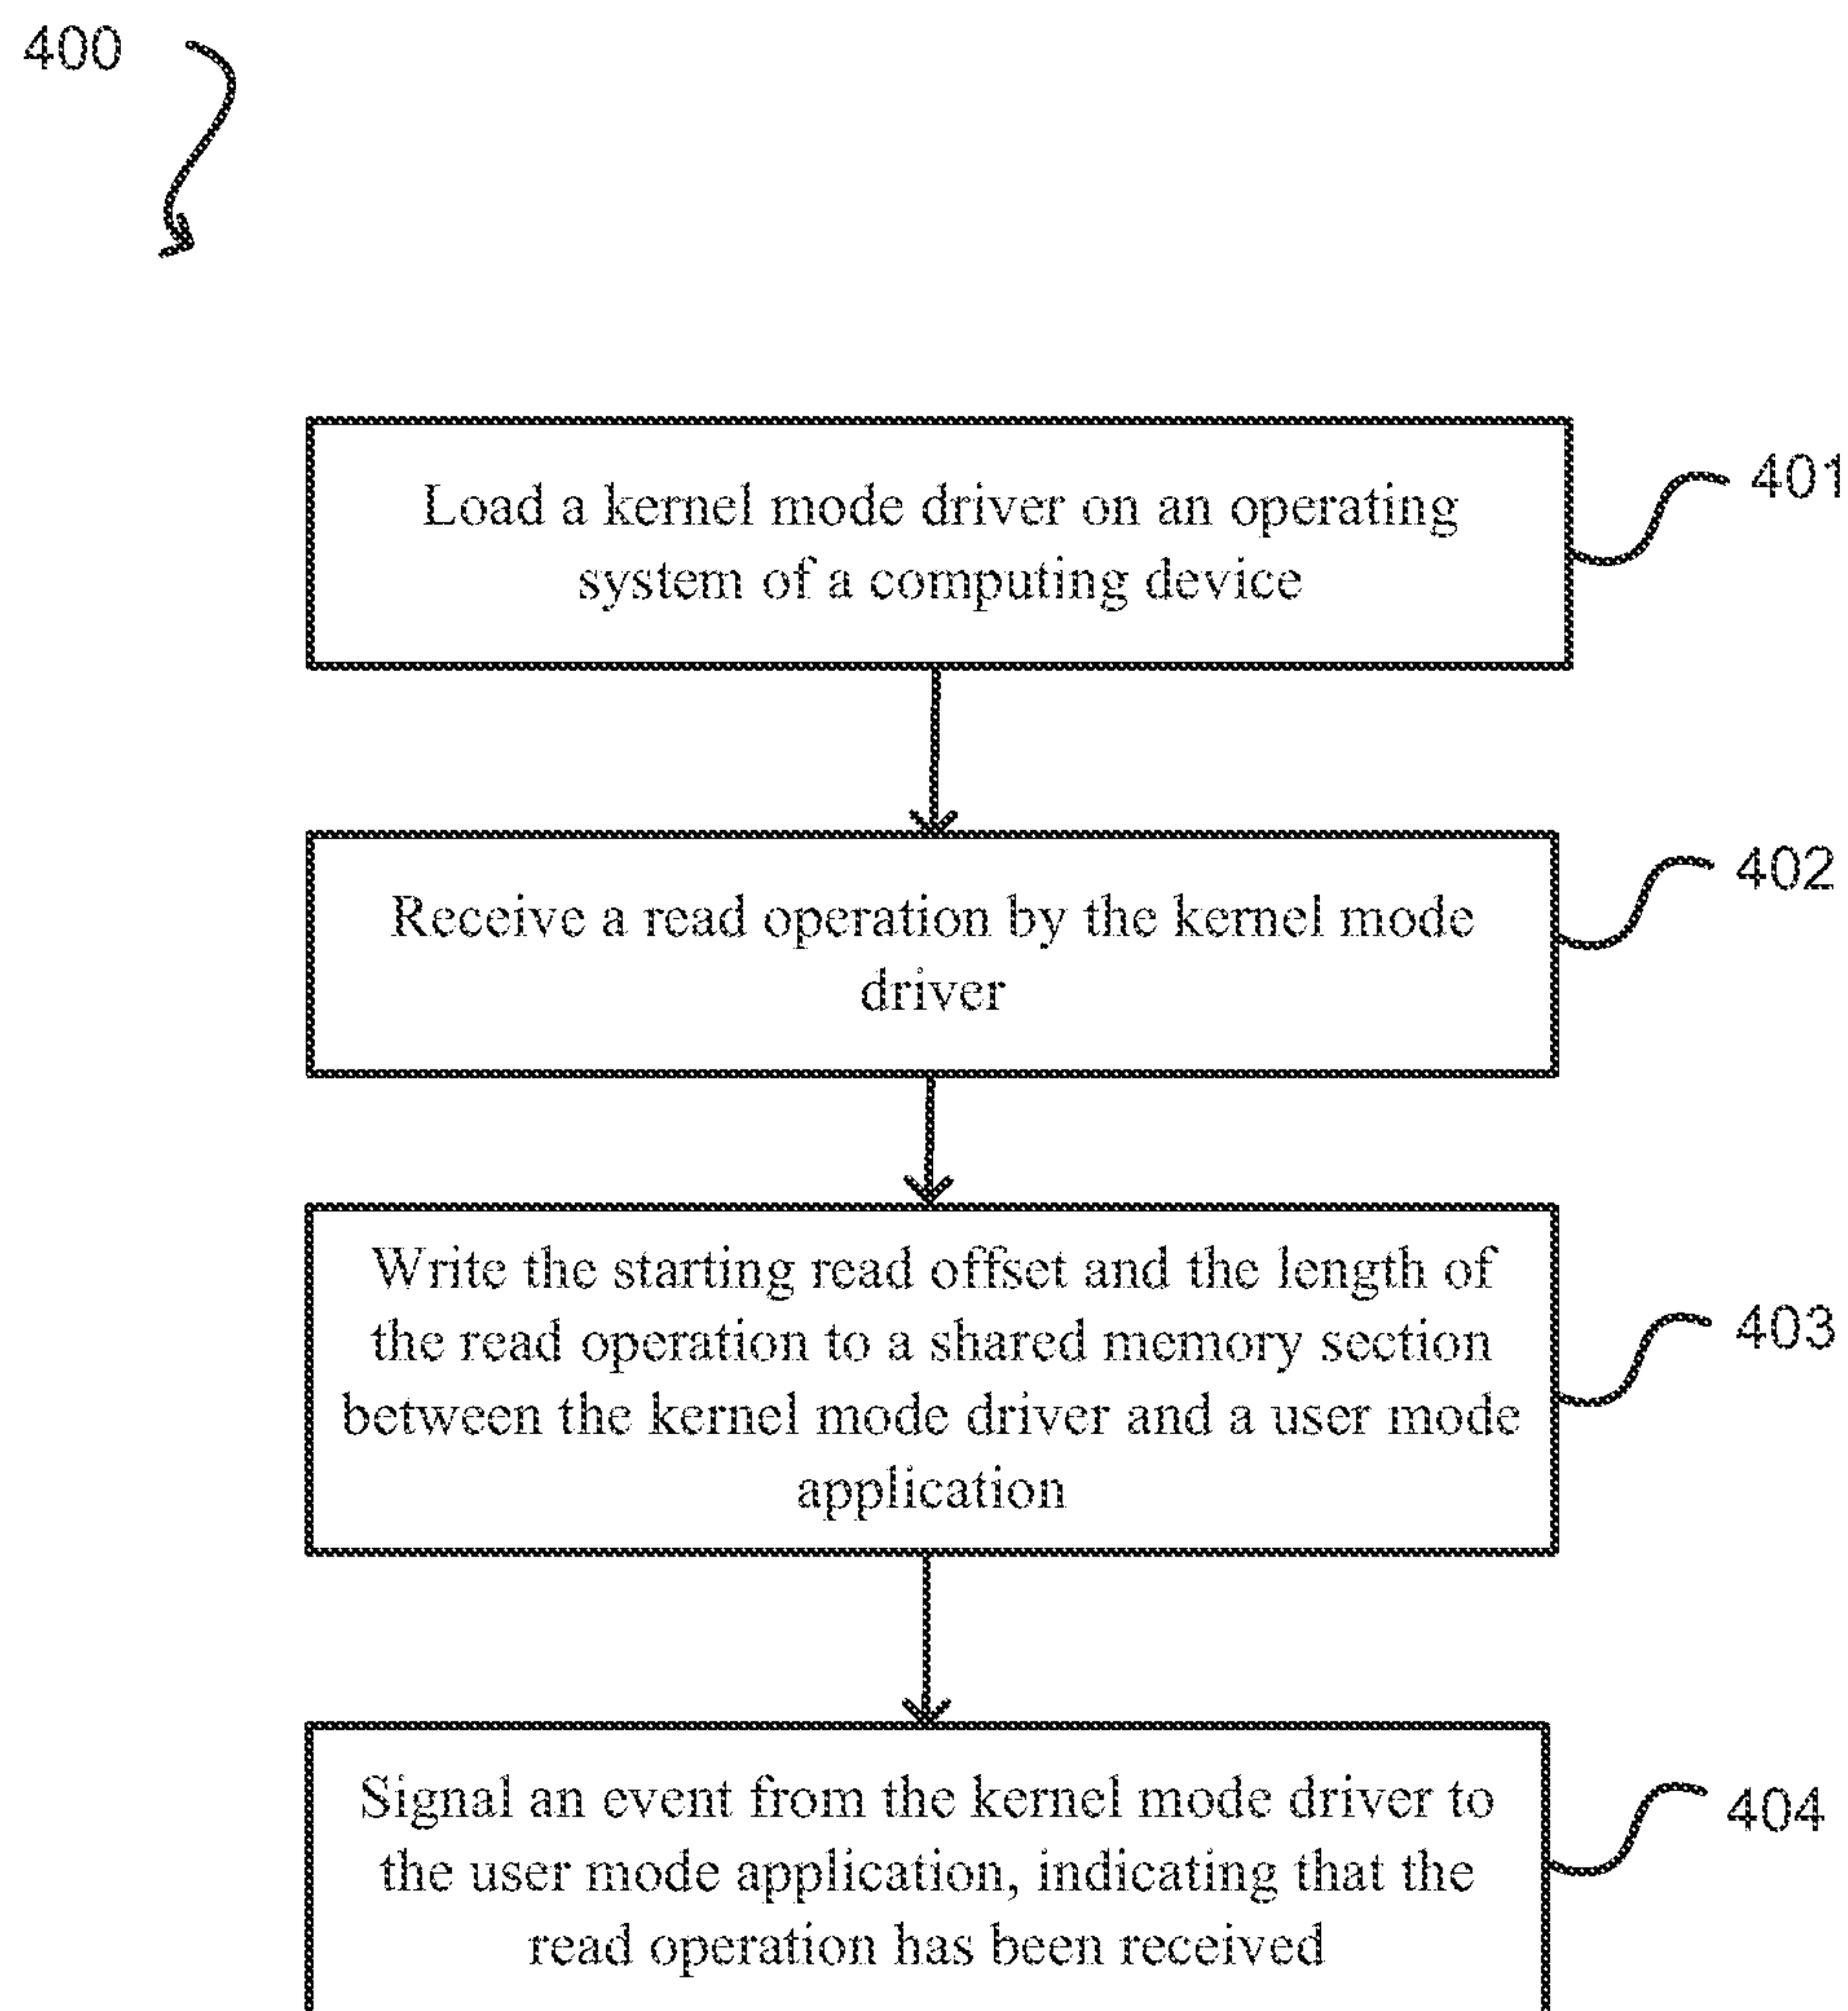 400
Load a kernel mode driver on an operating
system of a computing device
401
Receive a read operation by the kernel mode
driver
402
Write the starting read offset and the length of
the read operation to a shared memory section
between the kernel mode driver and a user mode
application
403
Signal an event from the kernel mode driver to
the user mode application, indicating that the
read operation has been received
404